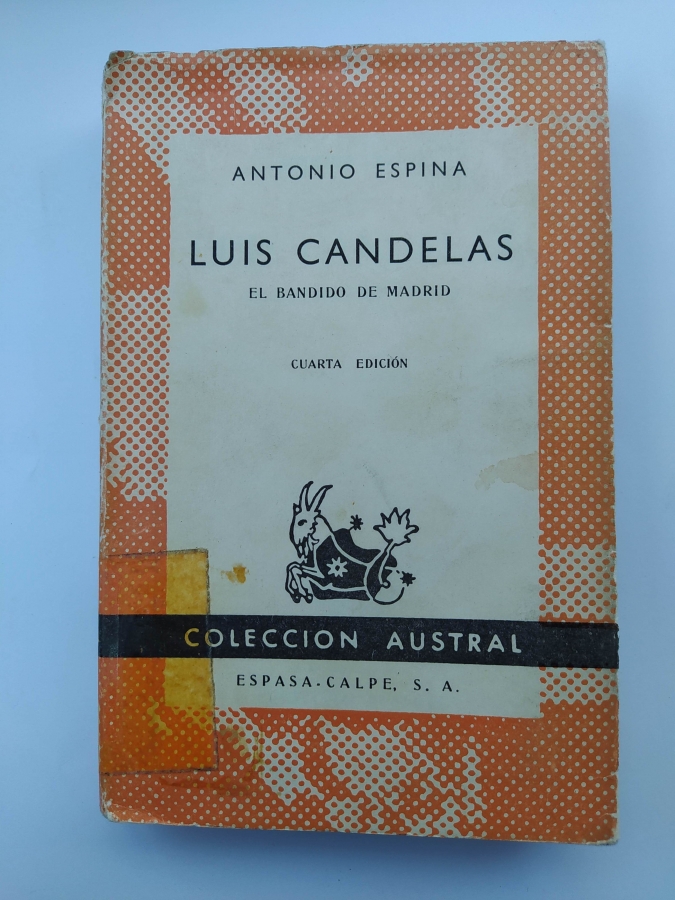 ANTONIO ESPINA
LUIS CANDELAS
EL BANDIDO DE MADRID
CUARTA EDICIÓN
COLECCION AUSTRAL
ESPASA-CALPE, S. A.